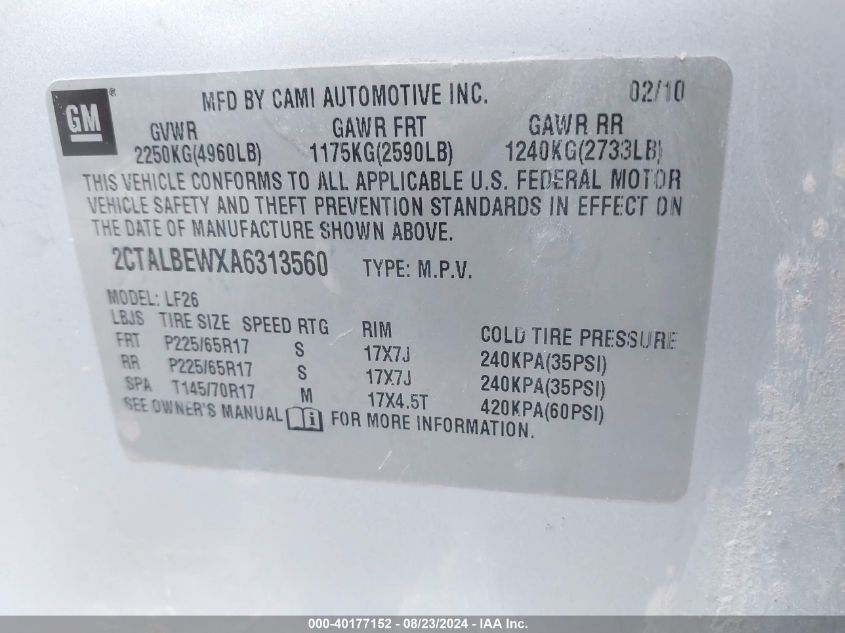 GM®
MFD BY CAMI AUTOMOTIVE INC. 02/10
GVWR GAWR FRT GAWR RR
2250KG(4960LB) 1175KG(2590LB) 1240KG(2733LB)
THIS VEHICLE CONFORMS TO ALL APPLICABLE U.S. FEDERAL MOTOR
VEHICLE SAFETY AND THEFT PREVENTION STANDARDS IN EFFECT ON
THE DATE OF MANUFACTURE SHOWN ABOVE.
2CTALBEWXA6313560 TYPE: M.P.V.
MODEL: LF26
LBJS TIRE SIZE SPEED RTG RIM COLD TIRE PRESSURE
FRT P225/65R17 S 17X7J 240KPA(35PSI)
RR P225/65R17 S 17X7J 240KPA(35PSI)
SPA T145/70R17 M 17X4.5T 420KPA(60PSI)
SEE OWNER'S MANUAL i FOR MORE INFORMATION.
000-40177152 - 08/23/2024 - IAA Inc.